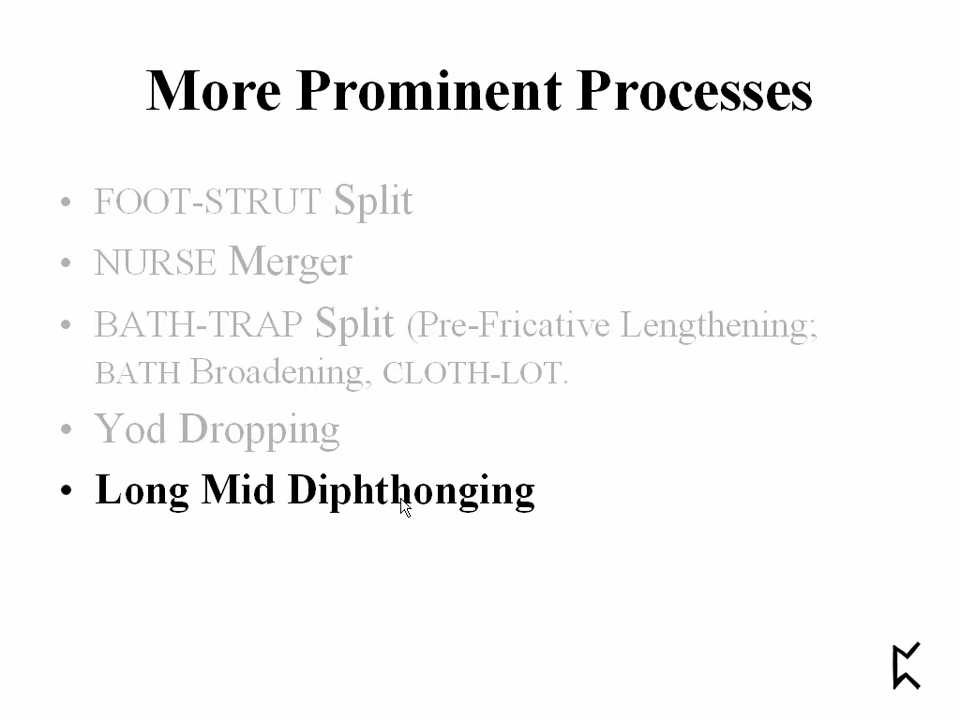 More Prominent Processes
• FOOT-STRUT Split
• NURSE Merger
• BATH-TRAP Split (Pre-Fricative Lengthening;
BATH Broadening, CLOTH-LOT.
• Yod Dropping
• Long Mid Diphthonging